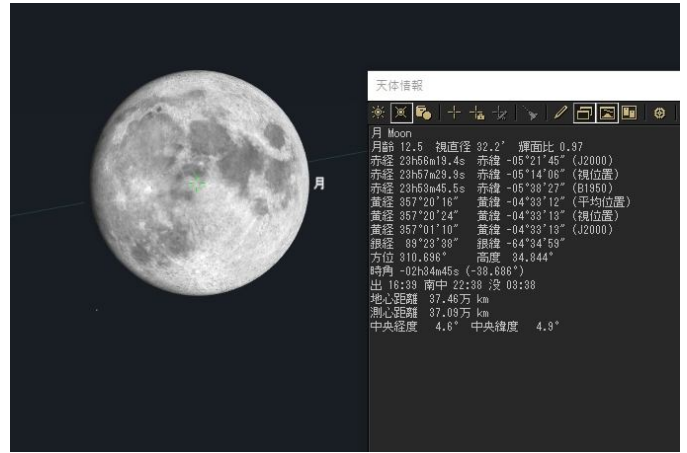 月
天体情報
月 Moon
月齢 12.5 視直径 32.2' 輝面比 0.97
赤経 23h56m19.4s 赤緯 -05°21'45" (J2000)
赤経 23h57m29.9s 赤緯 -05°14'06" (視位置)
赤経 23h53m45.5s 赤緯 -05°38'27" (B1950)
黄経 357°20'16" 黄緯 -04°33'12" (平均位置)
黄経 357°20'24" 黄緯 -04°33'13" (視位置)
黄経 357°01'10" 黄緯 -04°33'13" (J2000)
銀経 89°23'38" 銀緯 -64°34'59"
方位 310.696° 高度 34.844°
時角 -02h34m45s (-38.686°)
出 16:39 南中 22:38 没 03:38
地心距離 37.46万 km
測心距離 37.09万 km
中央経度 4.6° 中央緯度 4.9°